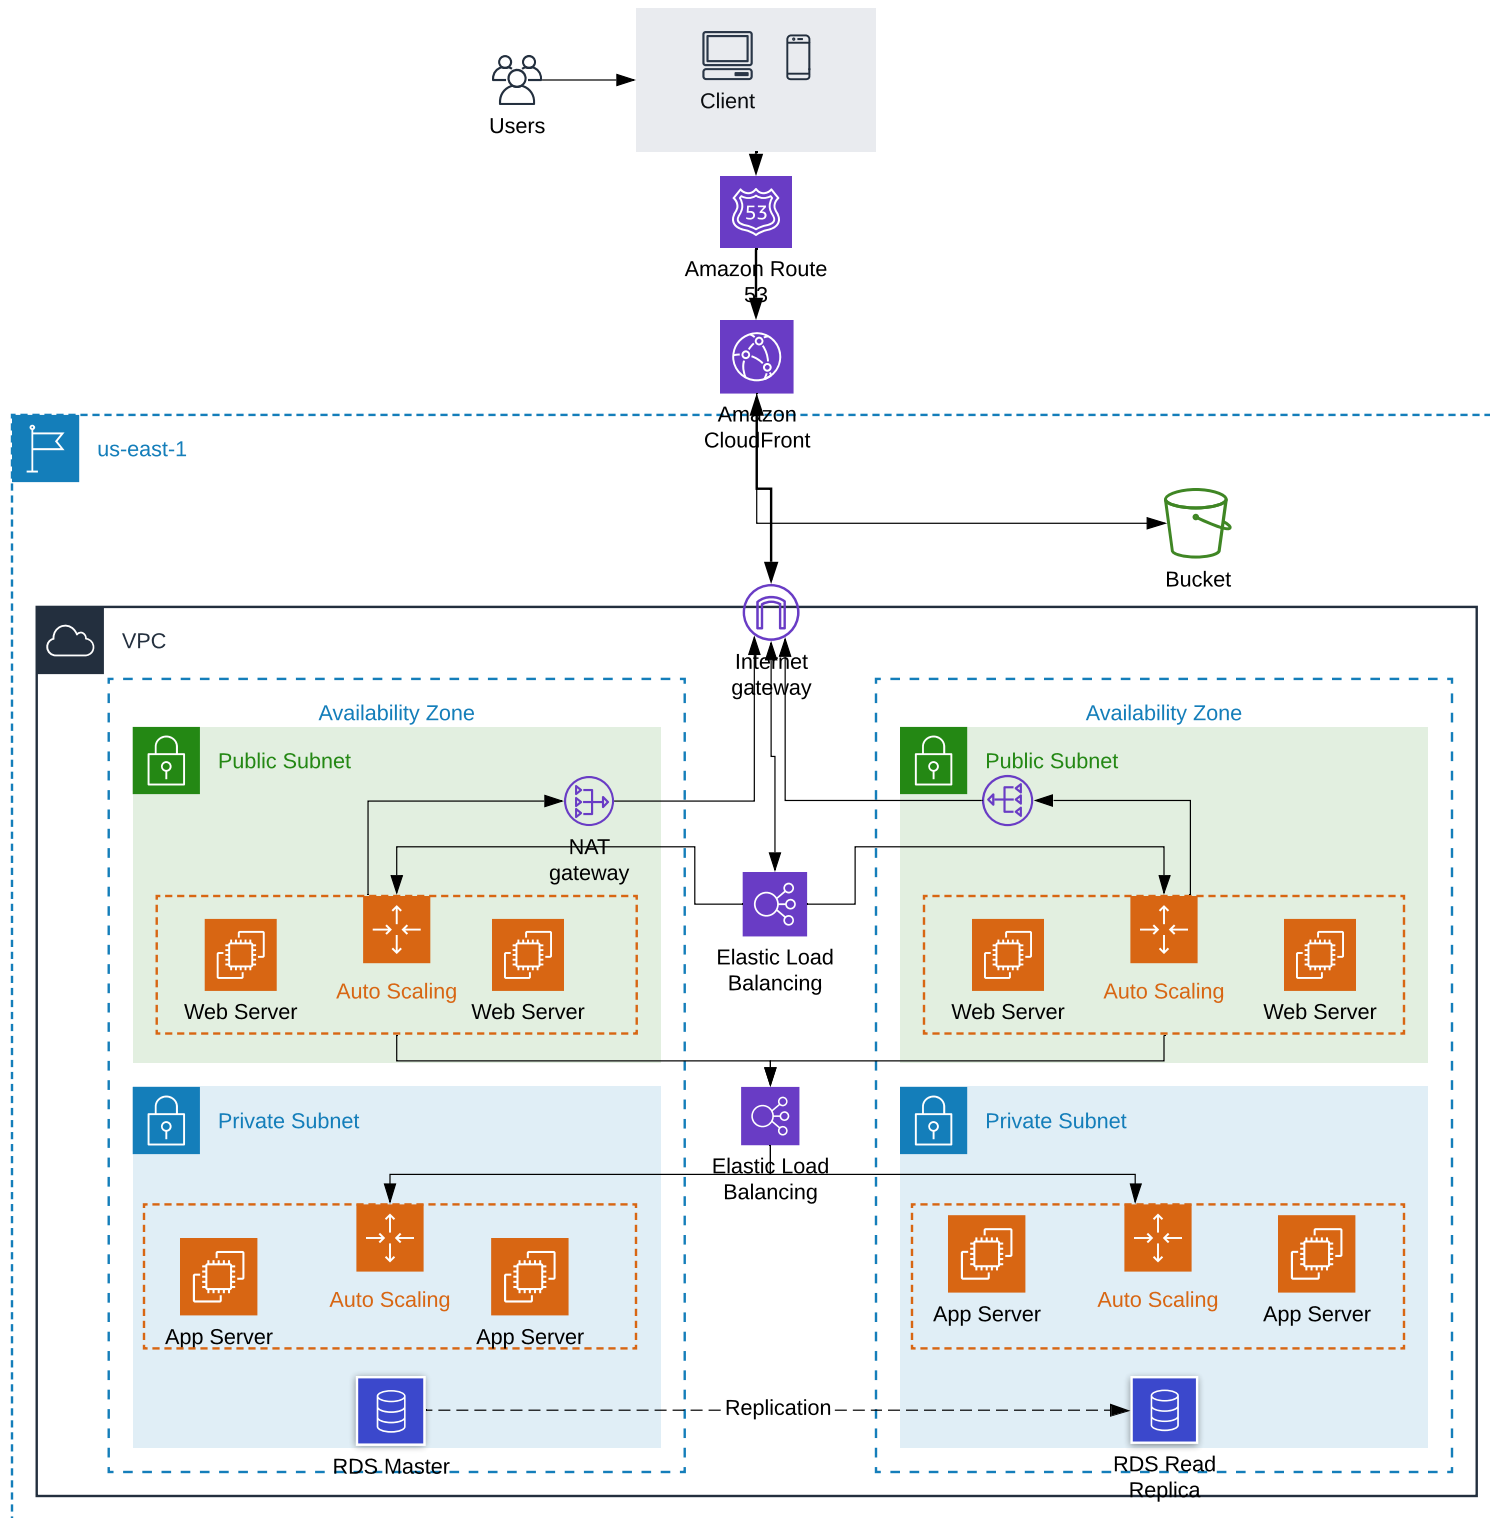 Users
Client
53
Amazon Route
53
Amazon
CloudFront
us-east-1
Bucket
VPC
Internet
gateway
Availability Zone
Availability Zone
Public Subnet
Public Subnet
NAT
gateway
Elastic Load
Balancing
Web Server
Auto Scaling
Web Server
Web Server
Auto Scaling
Web Server
Private Subnet
Private Subnet
Elastic Load
Balancing
App Server
Auto Scaling
App Server
App Server
Auto Scaling
App Server
Replication
RDS Master
RDS Read
Replica